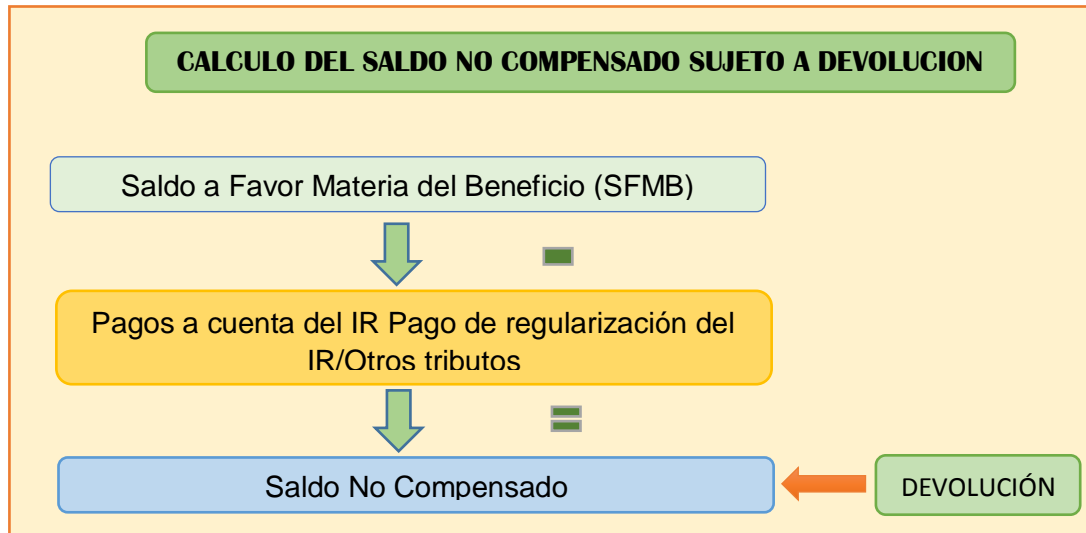 CALCULO DEL SALDO NO COMPENSADO SUJETO A DEVOLUCION
Saldo a Favor Materia del Beneficio (SFMB)
Pagos a cuenta del IR Pago de regularización del
IR/Otros tributos
Saldo No Compensado
DEVOLUCIÓN